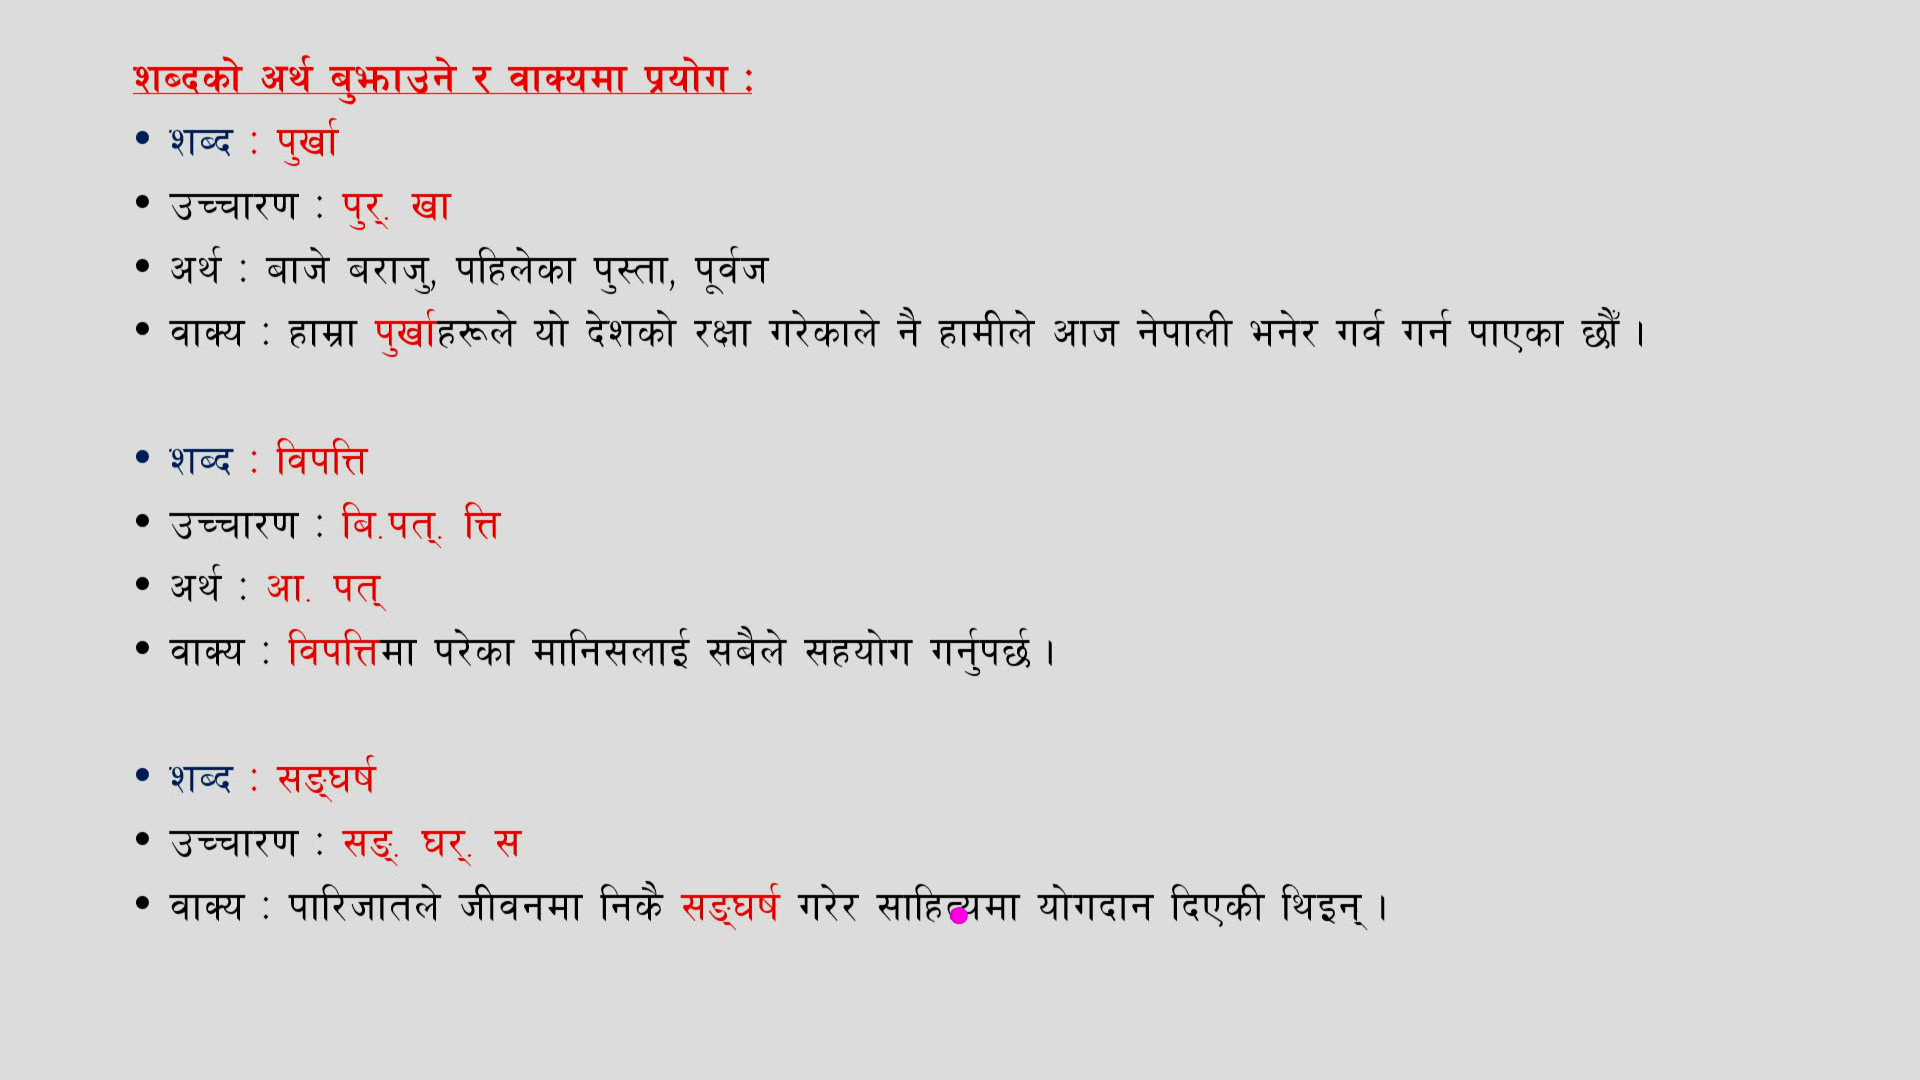 शब्दको अर्थ बुझाउने र वाक्यमा प्रयोग :
• शब्द : पुर्खा
• उच्चारण : पुर्. खा
• अर्थ : बाजे बराजु, पहिलेका पुस्ता, पूर्वज
• वाक्य : हाम्रा पुर्खाहरूले यो देशको रक्षा गरेकाले नै हामीले आज नेपाली भनेर गर्व गर्न पाएका छौँ ।
• शब्द : विपत्ति
• उच्चारण : बि.पत्. त्ति
• अर्थ : आ. पत्
• वाक्य : विपत्तिमा परेका मानिसलाई सबैले सहयोग गर्नुपर्छ ।
• शब्द : सङ्घर्ष
• उच्चारण : सङ्. घर्. स
• वाक्य : पारिजातले जीवनमा निकै सङ्घर्ष गरेर साहित्यमा योगदान दिएकी थिइन् ।